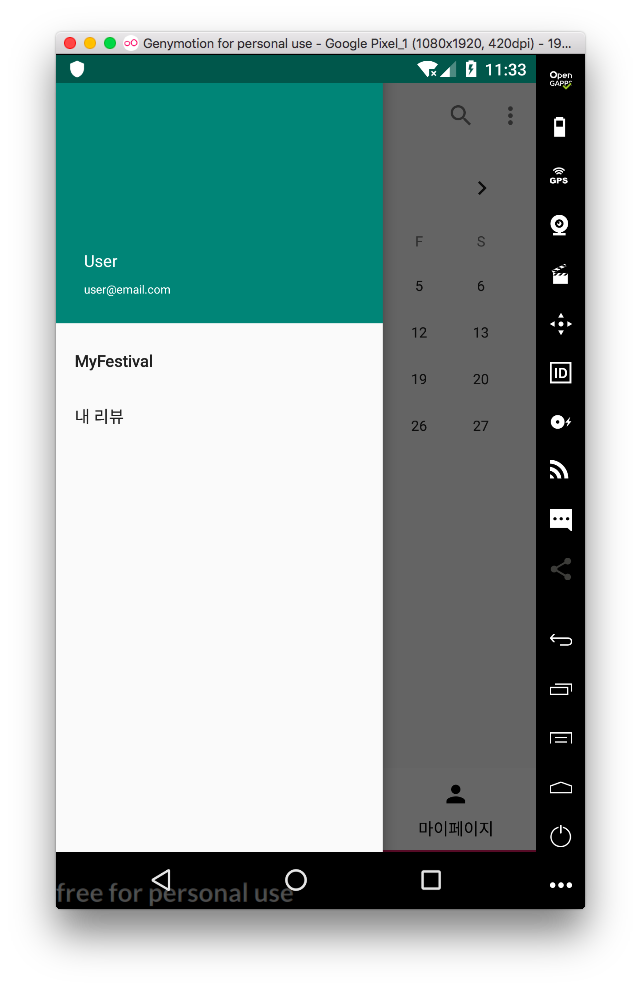 Genymotion for personal use - Google Pixel_1 (1080x1920, 420dpi) - 19...
11:33
Open
GAPPS
GPS
ID
User
user@email.com
MyFestival
내 리뷰
F S
5 6
12 13
19 20
26 27
마이페이지
free for personal use